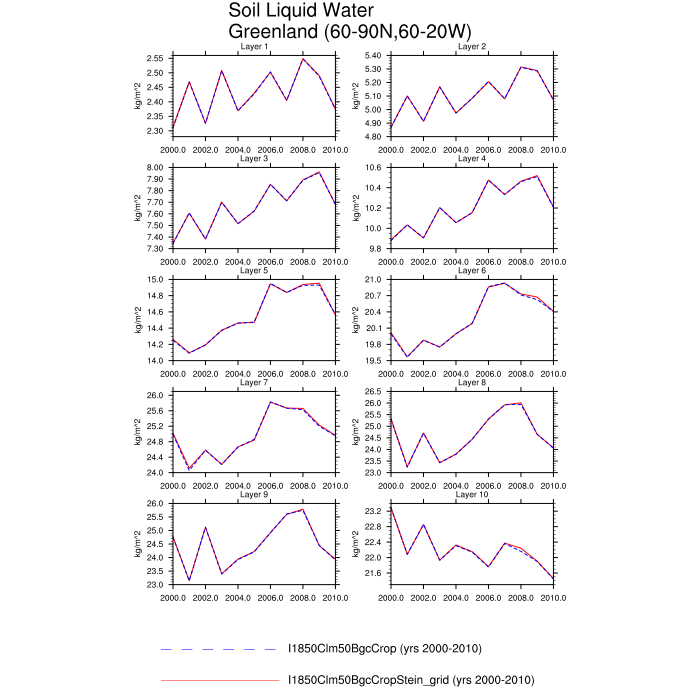 Soil Liquid Water
Greenland (60-90N,60-20W)
Layer 1
Layer 2
kg/m^2
2.55
2.50
2.45
2.40
2.35
2.30
2000.0 2002.0 2004.0 2006.0 2008.0 2010.0
kg/m^2
5.40
5.30
5.20
5.10
5.00
4.90
4.80
2000.0 2002.0 2004.0 2006.0 2008.0 2010.0
Layer 3
Layer 4
kg/m^2
8.00
7.90
7.80
7.70
7.60
7.50
7.40
7.30
2000.0 2002.0 2004.0 2006.0 2008.0 2010.0
kg/m^2
10.6
10.4
10.2
10.0
9.8
2000.0 2002.0 2004.0 2006.0 2008.0 2010.0
Layer 5
Layer 6
kg/m^2
15.0
14.8
14.6
14.4
14.2
14.0
2000.0 2002.0 2004.0 2006.0 2008.0 2010.0
kg/m^2
21.0
20.7
20.4
20.1
19.8
19.5
2000.0 2002.0 2004.0 2006.0 2008.0 2010.0
Layer 7
Layer 8
kg/m^2
26.0
25.6
25.2
24.8
24.4
24.0
2000.0 2002.0 2004.0 2006.0 2008.0 2010.0
kg/m^2
26.5
26.0
25.5
25.0
24.5
24.0
23.5
23.0
2000.0 2002.0 2004.0 2006.0 2008.0 2010.0
Layer 9
Layer 10
kg/m^2
26.0
25.5
25.0
24.5
24.0
23.5
23.0
2000.0 2002.0 2004.0 2006.0 2008.0 2010.0
kg/m^2
23.2
22.8
22.4
22.0
21.6
2000.0 2002.0 2004.0 2006.0 2008.0 2010.0
I1850Clm50BgcCrop (yrs 2000-2010)
I1850Clm50BgcCropStein_grid (yrs 2000-2010)